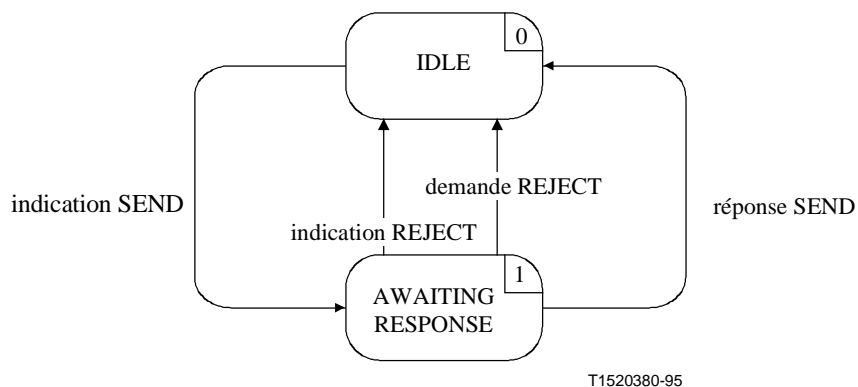 0
IDLE
demande REJECT
indication SEND
réponse SEND
indication REJECT
1
AWAITING
RESPONSE
T1520380-95